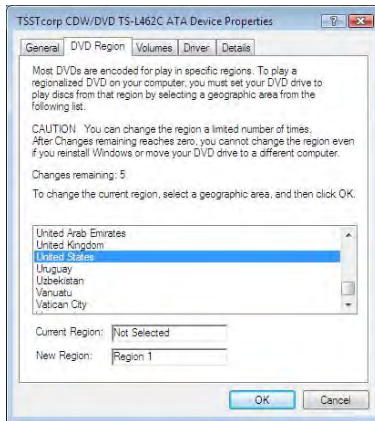 TSSTcorp CDW/DVD TS-L462C ATA Device Properties
General DVD Region Volumes Driver Details
Most DVDs are encoded for play in specific regions. To play a
regionalized DVD on your computer, you must set your DVD drive to
play discs from that region by selecting a geographic area from the
following list.
CAUTION You can change the region a limited number of times.
After Changes remaining reaches zero, you cannot change the region even
if you reinstall Windows or move your DVD drive to a different computer.
Changes remaining: 5
To change the current region, select a geographic area, and then click OK.
United Arab Emirates
United Kingdom
United States
Uruguay
Uzbekistan
Vanuatu
Vatican City
Current Region: Not Selected
New Region: Region 1
OK Cancel